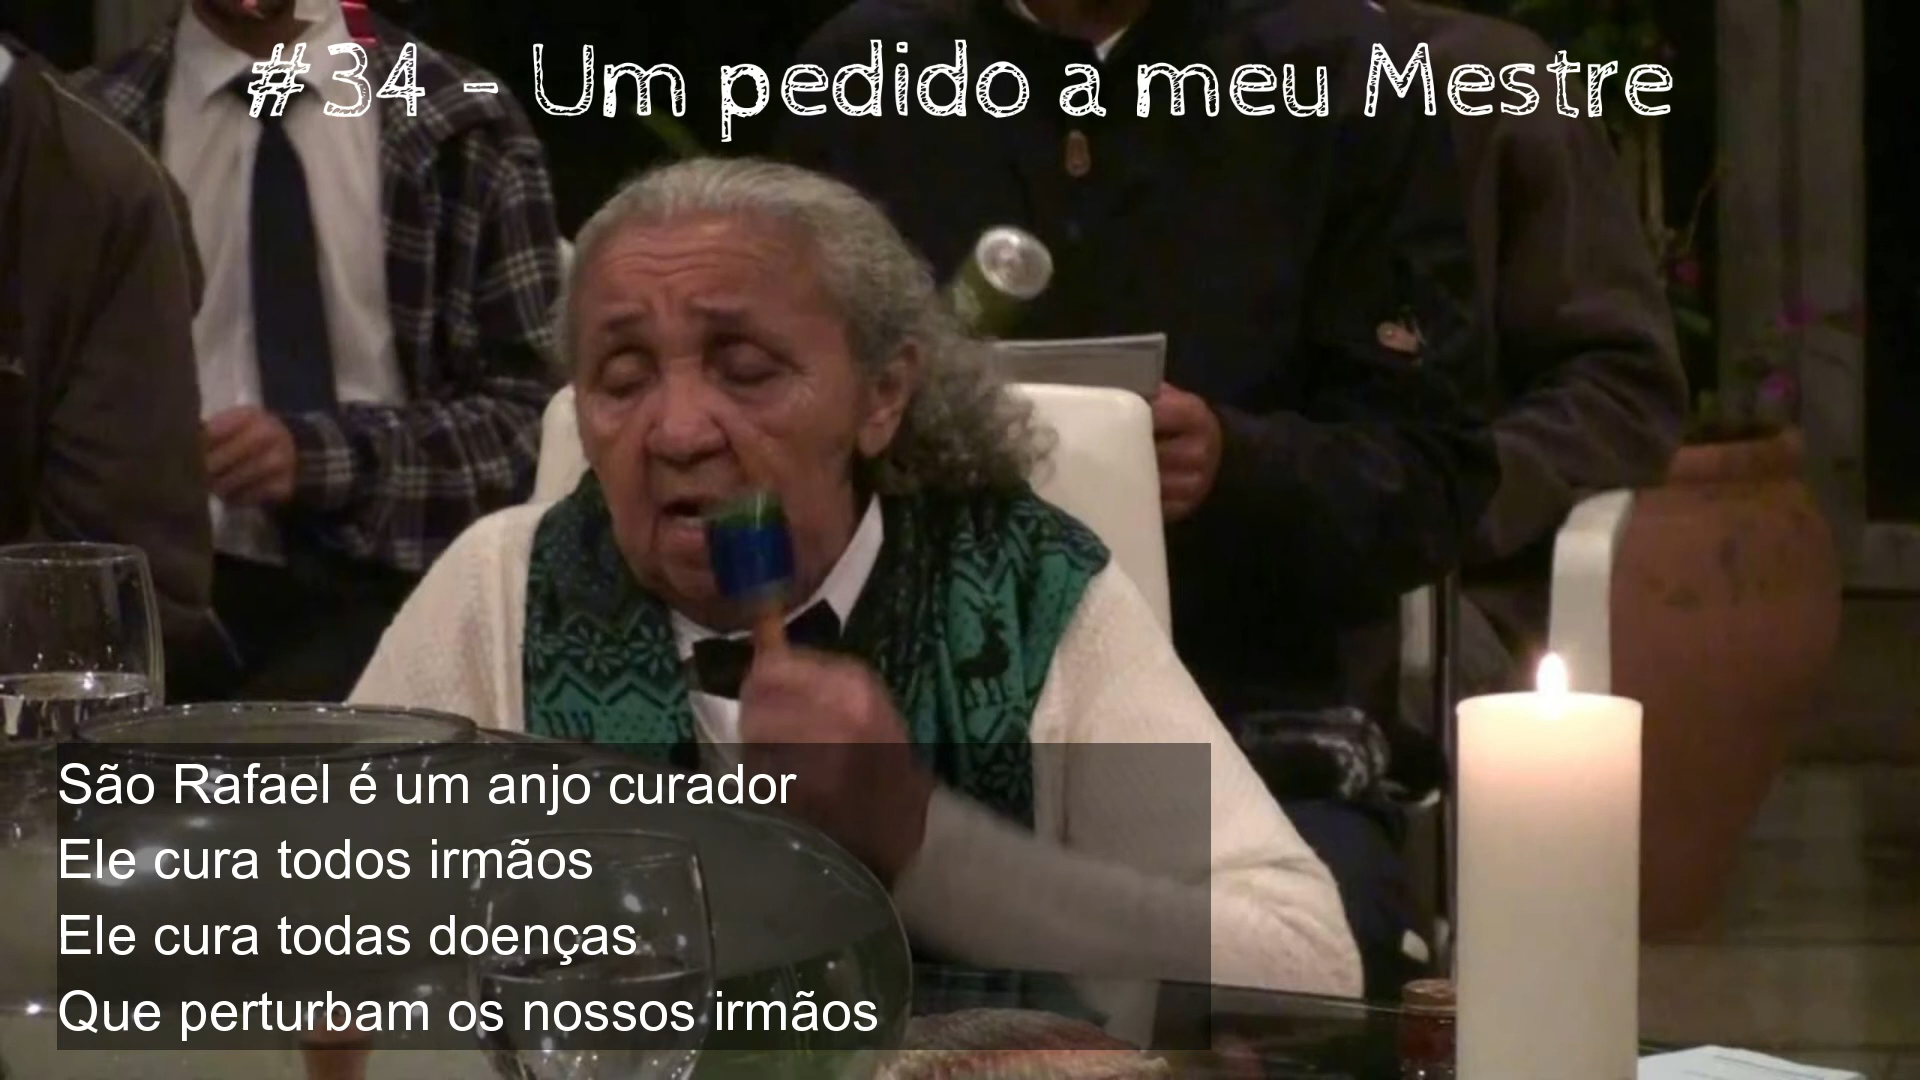 #34 - Um pedido a meu Mestre
São Rafael é um anjo curador
Ele cura todos irmãos
Ele cura todas doenças
Que perturbam os nossos irmãos